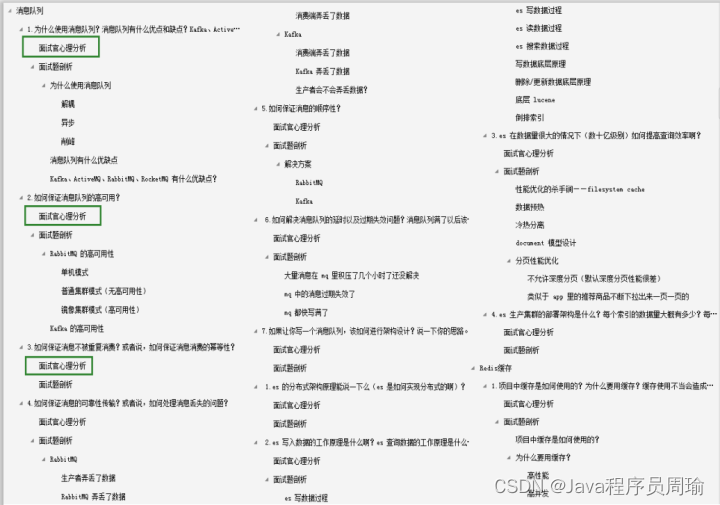 消息队列
1.为什么使用消息队列？消息队列有什么优点和缺点？Kafka、Active…
面试官心理分析
面试题剖析
为什么使用消息队列
解耦
异步
削峰
消息队列有什么优缺点
Kafka、ActiveMQ、RabbitMQ、RocketMQ 有什么优缺点？
2.如何保证消息队列的高可用？
面试官心理分析
面试题剖析
RabbitMQ 的高可用性
单机模式
普通集群模式（无高可用性）
镜像集群模式（高可用性）
Kafka 的高可用性
3.如何保证消息不被重复消费？或者说，如何保证消息消费的幂等性？
面试官心理分析
面试题剖析
4.如何保证消息的可靠性传输？或者说，如何处理消息丢失的问题？
面试官心理分析
面试题剖析
RabbitMQ
生产者弄丢了数据
RabbitMQ 弄丢了数据
消费端弄丢了数据
Kafka
消费端弄丢了数据
Kafka 弄丢了数据
生产者会不会弄丢数据？
5.如何保证消息的顺序性？
面试官心理分析
面试题剖析
解决方案
RabbitMQ
Kafka
6.如何解决消息队列的延时以及过期失效问题？消息队列满了以后该…
面试官心理分析
面试题剖析
大量消息在 mq 里积压了几个小时了还没解决
mq 中的消息过期失效了
mq 都快写满了
7.如果让你写一个消息队列，该如何进行架构设计？说一下你的思路。
面试官心理分析
面试题剖析
1.es 的分布式架构原理能说一下么（es 是如何实现分布式的啊）？
面试官心理分析
面试题剖析
2.es 写入数据的工作原理是什么啊？es 查询数据的工作原理是什么…
面试官心理分析
面试题剖析
es 写数据过程
es 写数据过程
es 读数据过程
es 搜索数据过程
写数据底层原理
删除/更新数据底层原理
底层 lucene
倒排索引
3.es 在数据量很大的情况下（数十亿级别）如何提高查询效率啊？
面试官心理分析
面试题剖析
性能优化的杀手锏——filesystem cache
数据预热
冷热分离
document 模型设计
分页性能优化
不允许深度分页（默认深度分页性能很差）
类似于 app 里的推荐商品不断下拉出来一页一页的
4.es 生产集群的部署架构是什么？每个索引的数据量大概有多少？每…
面试官心理分析
面试题剖析
Redis缓存
1.项目中缓存是如何使用的？为什么要用缓存？缓存使用不当会造成…
面试官心理分析
面试题剖析
项目中缓存是如何使用的？
为什么要用缓存？
高性能
高并发
CSDN @Java程序员周瑜